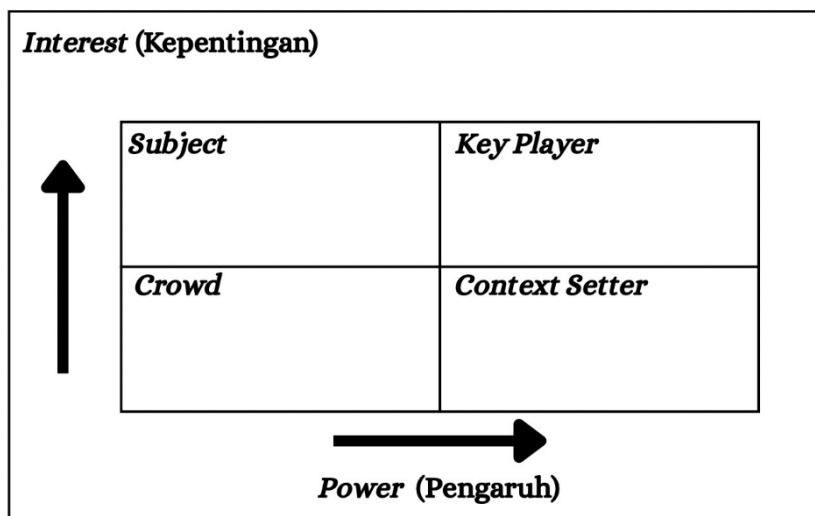 Interest (Kepentingan)
Subject
Key Player
Crowd
Context Setter
Power (Pengaruh)